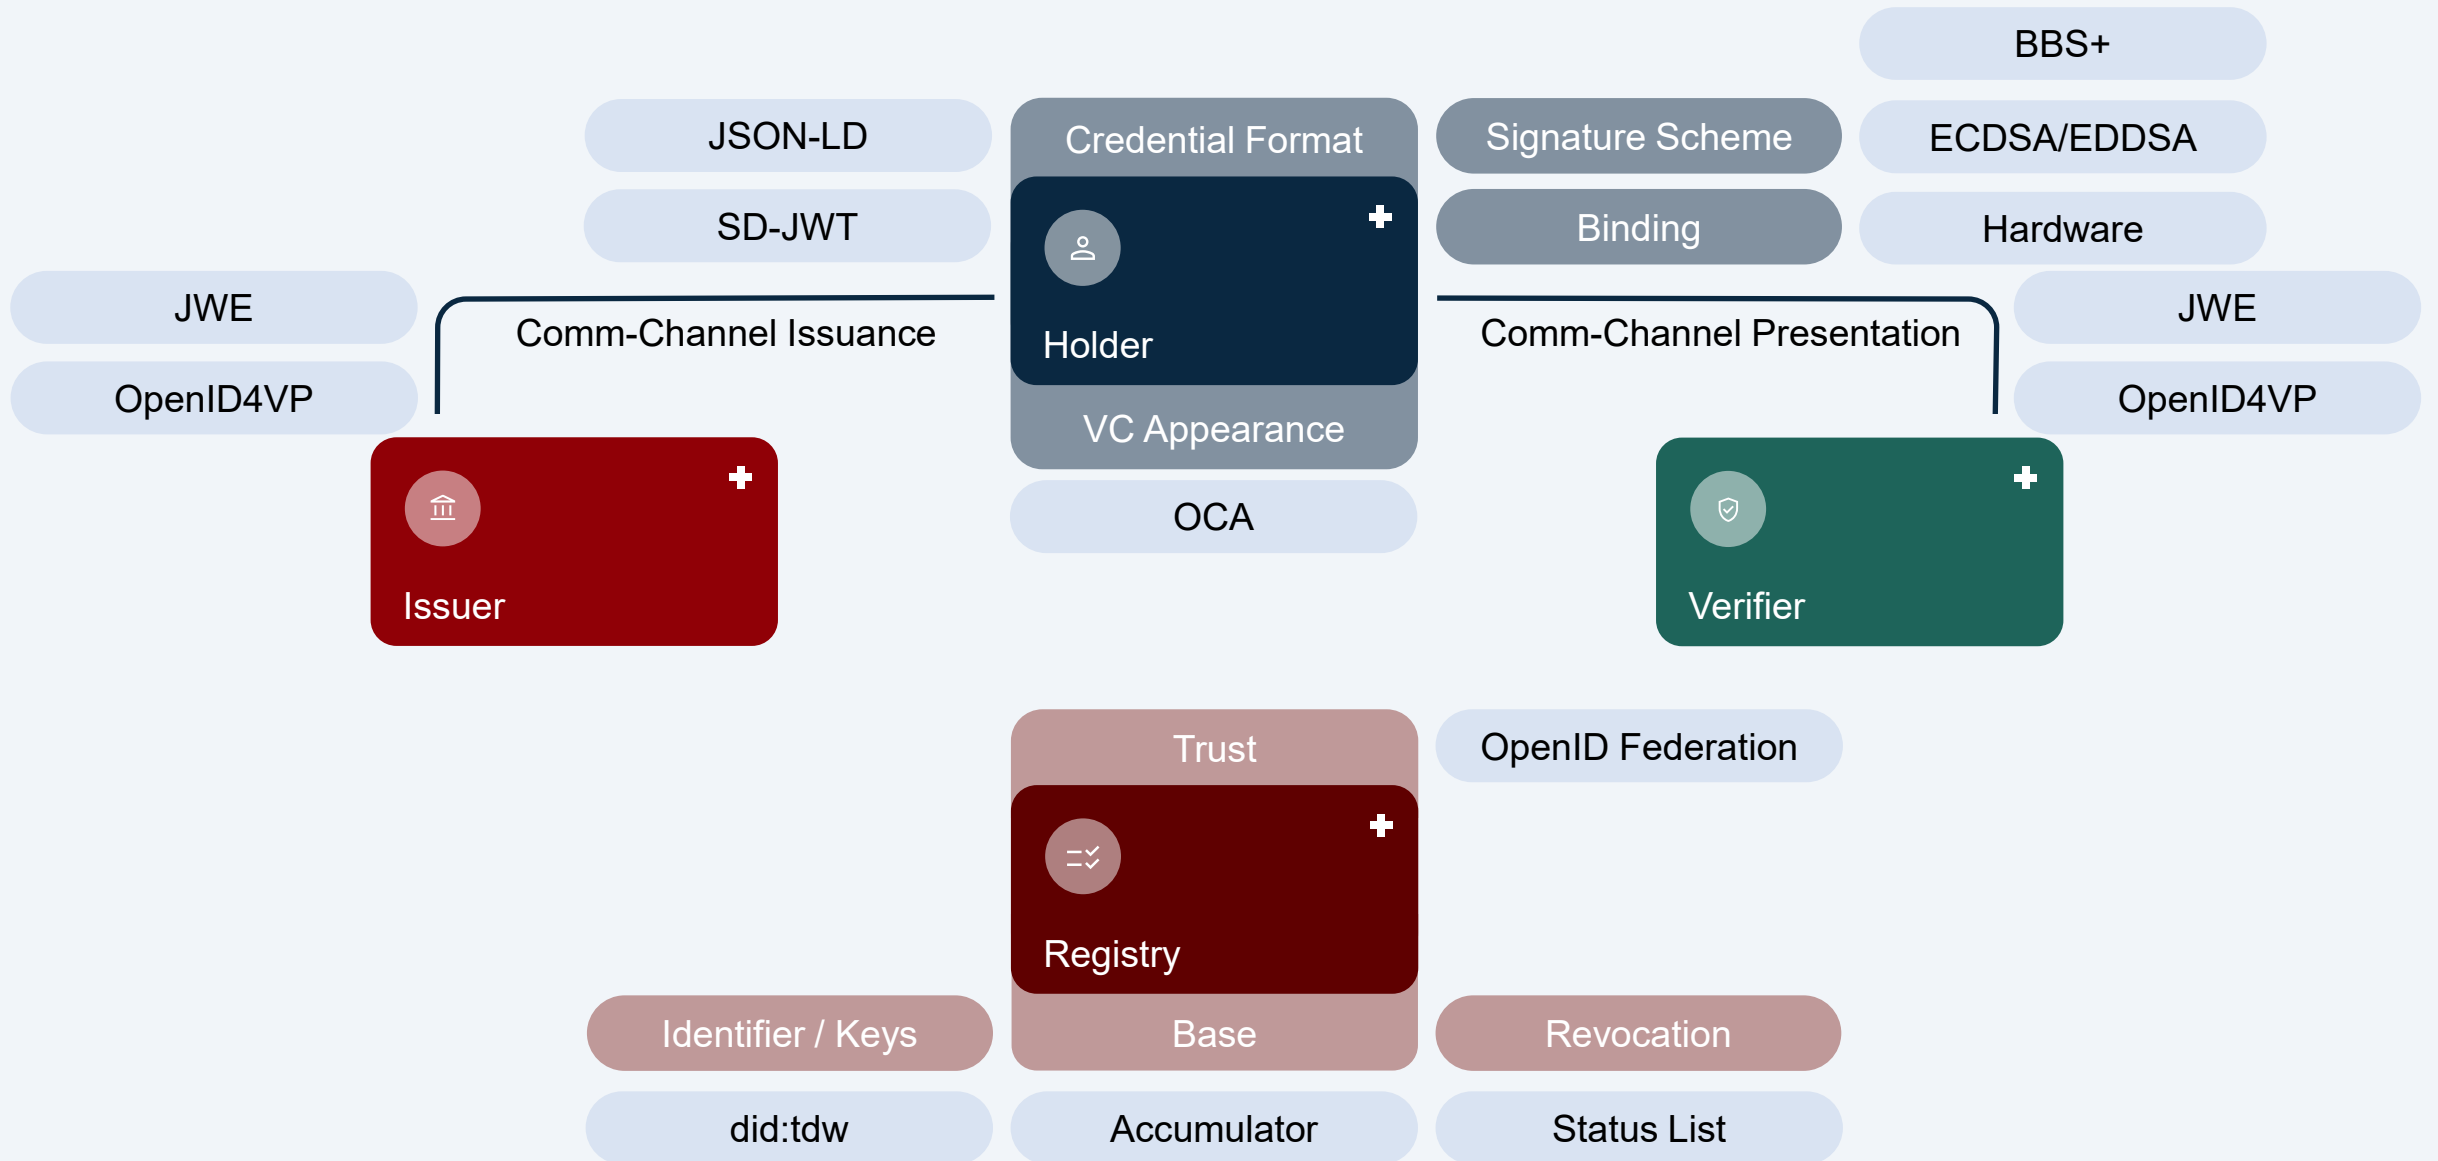 BBS+
JSON-LD
Credential Format
Signature Scheme
ECDSA/EDDSA
SD-JWT
Binding
Hardware
JWE
Comm-Channel Issuance
Holder
Comm-Channel Presentation
JWE
OpenID4VP
VC Appearance
OpenID4VP
OCA
Issuer
Verifier
Trust
OpenID Federation
Registry
Identifier / Keys
Base
Revocation
did:tdw
Accumulator
Status List